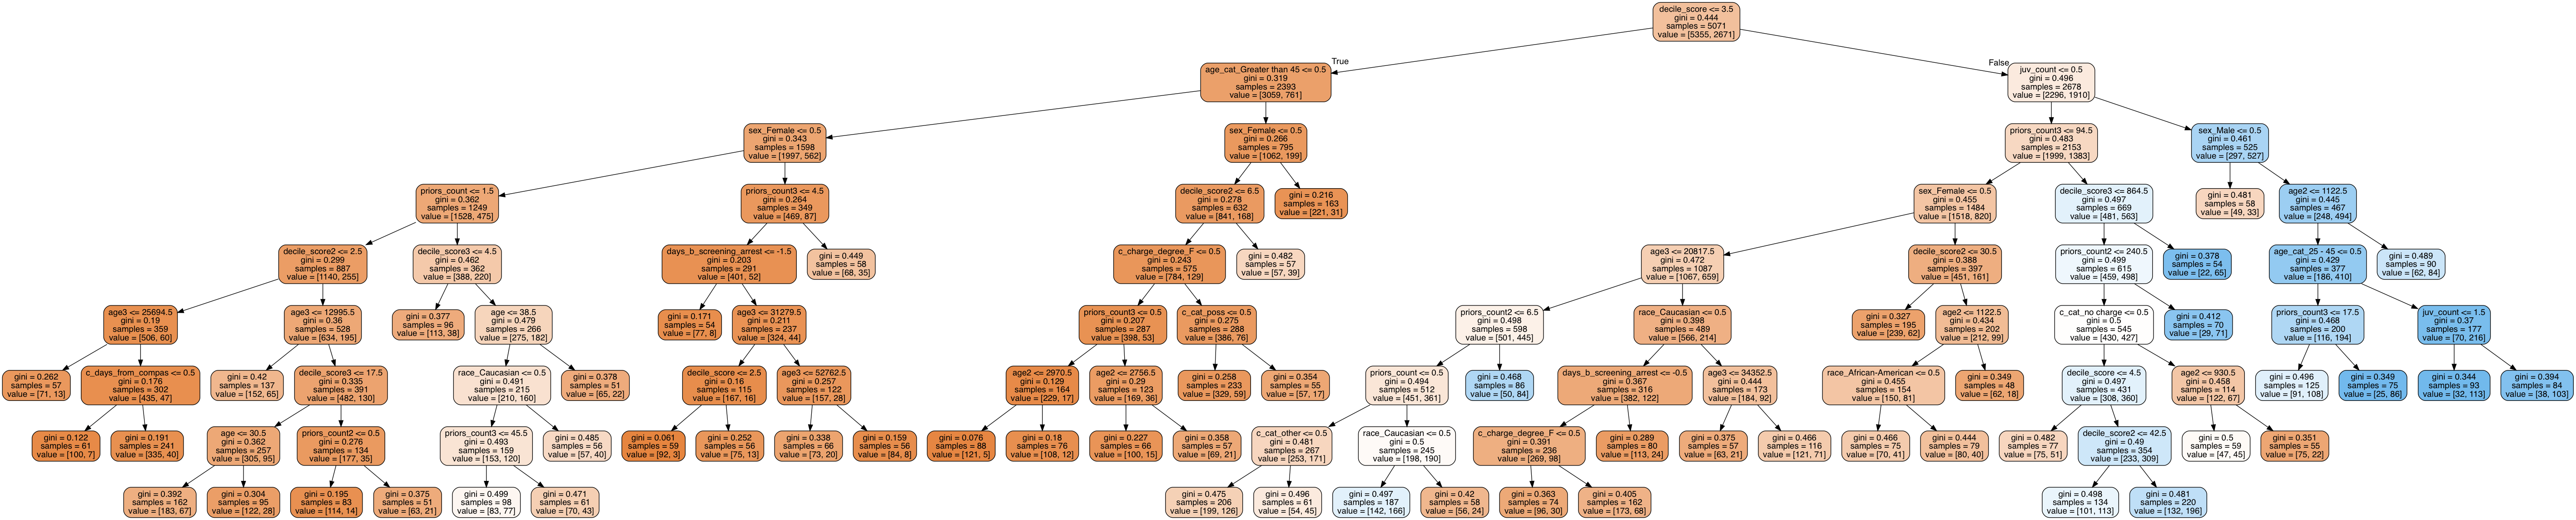 decile_score <= 3.5
gini = 0.444
samples = 5071
value = [5355, 2671]
True
False
age_cat_Greater than 45 <= 0.5
gini = 0.319
samples = 2393
value = [3059, 761]
juv_count <= 0.5
gini = 0.496
samples = 2678
value = [2296, 1910]
sex_Female <= 0.5
gini = 0.343
samples = 1598
value = [1997, 562]
sex_Female <= 0.5
gini = 0.266
samples = 795
value = [1062, 199]
priors_count3 <= 94.5
gini = 0.483
samples = 2153
value = [1999, 1383]
sex_Male <= 0.5
gini = 0.461
samples = 525
value = [297, 527]
priors_count <= 1.5
gini = 0.362
samples = 1249
value = [1528, 475]
priors_count3 <= 4.5
gini = 0.264
samples = 349
value = [469, 87]
decile_score2 <= 6.5
gini = 0.278
samples = 632
value = [841, 168]
gini = 0.216
samples = 163
value = [221, 31]
sex_Female <= 0.5
gini = 0.455
samples = 1484
value = [1518, 820]
decile_score3 <= 864.5
gini = 0.497
samples = 669
value = [481, 563]
gini = 0.481
samples = 58
value = [49, 33]
age2 <= 1122.5
gini = 0.445
samples = 467
value = [248, 494]
decile_score2 <= 2.5
gini = 0.299
samples = 887
value = [1140, 255]
decile_score3 <= 4.5
gini = 0.462
samples = 362
value = [388, 220]
days_b_screening_arrest <= -1.5
gini = 0.203
samples = 291
value = [401, 52]
gini = 0.449
samples = 58
value = [68, 35]
c_charge_degree_F <= 0.5
gini = 0.243
samples = 575
value = [784, 129]
gini = 0.482
samples = 57
value = [57, 39]
age3 <= 20817.5
gini = 0.472
samples = 1087
value = [1067, 659]
decile_score2 <= 30.5
gini = 0.388
samples = 397
value = [451, 161]
priors_count2 <= 240.5
gini = 0.499
samples = 615
value = [459, 498]
gini = 0.378
samples = 54
value = [22, 65]
age_cat_25 - 45 <= 0.5
gini = 0.429
samples = 377
value = [186, 410]
gini = 0.489
samples = 90
value = [62, 84]
age3 <= 25694.5
gini = 0.19
samples = 359
value = [506, 60]
age3 <= 12995.5
gini = 0.36
samples = 528
value = [634, 195]
gini = 0.377
samples = 96
value = [113, 38]
age <= 38.5
gini = 0.479
samples = 266
value = [275, 182]
gini = 0.171
samples = 54
value = [77, 8]
age3 <= 31279.5
gini = 0.211
samples = 237
value = [324, 44]
priors_count3 <= 0.5
gini = 0.207
samples = 287
value = [398, 53]
c_cat_poss <= 0.5
gini = 0.275
samples = 288
value = [386, 76]
priors_count2 <= 6.5
gini = 0.498
samples = 598
value = [501, 445]
race_Caucasian <= 0.5
gini = 0.398
samples = 489
value = [566, 214]
gini = 0.327
samples = 195
value = [239, 62]
age2 <= 1122.5
gini = 0.434
samples = 202
value = [212, 99]
c_cat_no charge <= 0.5
gini = 0.5
samples = 545
value = [430, 427]
gini = 0.412
samples = 70
value = [29, 71]
priors_count3 <= 17.5
gini = 0.468
samples = 200
value = [116, 194]
juv_count <= 1.5
gini = 0.37
samples = 177
value = [70, 216]
gini = 0.262
samples = 57
value = [71, 13]
c_days_from_compas <= 0.5
gini = 0.176
samples = 302
value = [435, 47]
gini = 0.42
samples = 137
value = [152, 65]
decile_score3 <= 17.5
gini = 0.335
samples = 391
value = [482, 130]
race_Caucasian <= 0.5
gini = 0.491
samples = 215
value = [210, 160]
gini = 0.378
samples = 51
value = [65, 22]
decile_score <= 2.5
gini = 0.16
samples = 115
value = [167, 16]
age3 <= 52762.5
gini = 0.257
samples = 122
value = [157, 28]
age2 <= 2970.5
gini = 0.129
samples = 164
value = [229, 17]
age2 <= 2756.5
gini = 0.29
samples = 123
value = [169, 36]
gini = 0.258
samples = 233
value = [329, 59]
gini = 0.354
samples = 55
value = [57, 17]
priors_count <= 0.5
gini = 0.494
samples = 512
value = [451, 361]
gini = 0.468
samples = 86
value = [50, 84]
days_b_screening_arrest <= -0.5
gini = 0.367
samples = 316
value = [382, 122]
age3 <= 34352.5
gini = 0.444
samples = 173
value = [184, 92]
race_African-American <= 0.5
gini = 0.455
samples = 154
value = [150, 81]
gini = 0.349
samples = 48
value = [62, 18]
decile_score <= 4.5
gini = 0.497
samples = 431
value = [308, 360]
age2 <= 930.5
gini = 0.458
samples = 114
value = [122, 67]
gini = 0.496
samples = 125
value = [91, 108]
gini = 0.349
samples = 75
value = [25, 86]
gini = 0.344
samples = 93
value = [32, 113]
gini = 0.394
samples = 84
value = [38, 103]
gini = 0.122
samples = 61
value = [100, 7]
gini = 0.191
samples = 241
value = [335, 40]
age <= 30.5
gini = 0.362
samples = 257
value = [305, 95]
priors_count2 <= 0.5
gini = 0.276
samples = 134
value = [177, 35]
priors_count3 <= 45.5
gini = 0.493
samples = 159
value = [153, 120]
gini = 0.485
samples = 56
value = [57, 40]
gini = 0.061
samples = 59
value = [92, 3]
gini = 0.252
samples = 56
value = [75, 13]
gini = 0.338
samples = 66
value = [73, 20]
gini = 0.159
samples = 56
value = [84, 8]
gini = 0.076
samples = 88
value = [121, 5]
gini = 0.18
samples = 76
value = [108, 12]
gini = 0.227
samples = 66
value = [100, 15]
gini = 0.358
samples = 57
value = [69, 21]
c_cat_other <= 0.5
gini = 0.481
samples = 267
value = [253, 171]
race_Caucasian <= 0.5
gini = 0.5
samples = 245
value = [198, 190]
c_charge_degree_F <= 0.5
gini = 0.391
samples = 236
value = [269, 98]
gini = 0.289
samples = 80
value = [113, 24]
gini = 0.375
samples = 57
value = [63, 21]
gini = 0.466
samples = 116
value = [121, 71]
gini = 0.466
samples = 75
value = [70, 41]
gini = 0.444
samples = 79
value = [80, 40]
gini = 0.482
samples = 77
value = [75, 51]
decile_score2 <= 42.5
gini = 0.49
samples = 354
value = [233, 309]
gini = 0.5
samples = 59
value = [47, 45]
gini = 0.351
samples = 55
value = [75, 22]
gini = 0.392
samples = 162
value = [183, 67]
gini = 0.304
samples = 95
value = [122, 28]
gini = 0.195
samples = 83
value = [114, 14]
gini = 0.375
samples = 51
value = [63, 21]
gini = 0.499
samples = 98
value = [83, 77]
gini = 0.471
samples = 61
value = [70, 43]
gini = 0.475
samples = 206
value = [199, 126]
gini = 0.496
samples = 61
value = [54, 45]
gini = 0.497
samples = 187
value = [142, 166]
gini = 0.42
samples = 58
value = [56, 24]
gini = 0.363
samples = 74
value = [96, 30]
gini = 0.405
samples = 162
value = [173, 68]
gini = 0.498
samples = 134
value = [101, 113]
gini = 0.481
samples = 220
value = [132, 196]